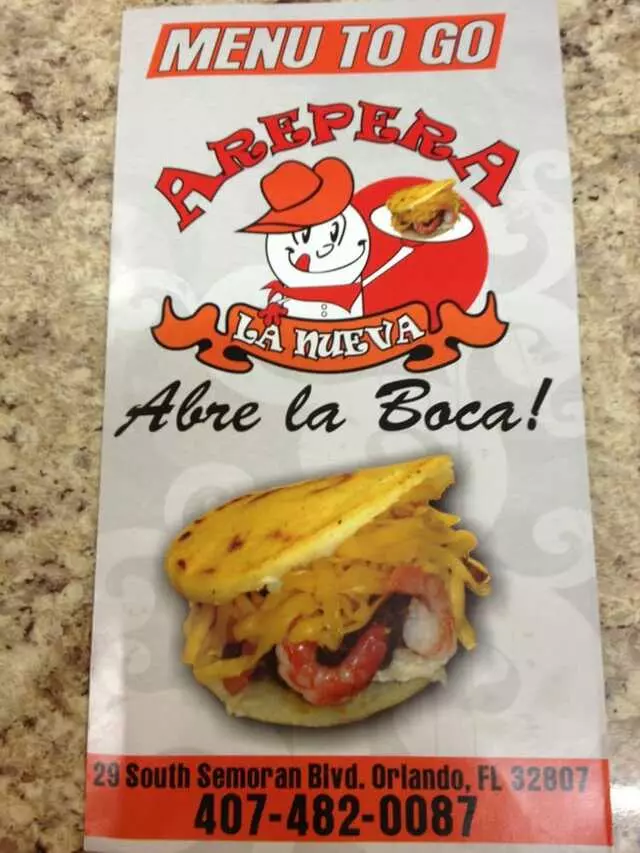 MENU TO GO
AREPERA
LA NUEVA
Abre la Boca!
29 South Semoran Blvd. Orlando, FL 32807
407-482-0087